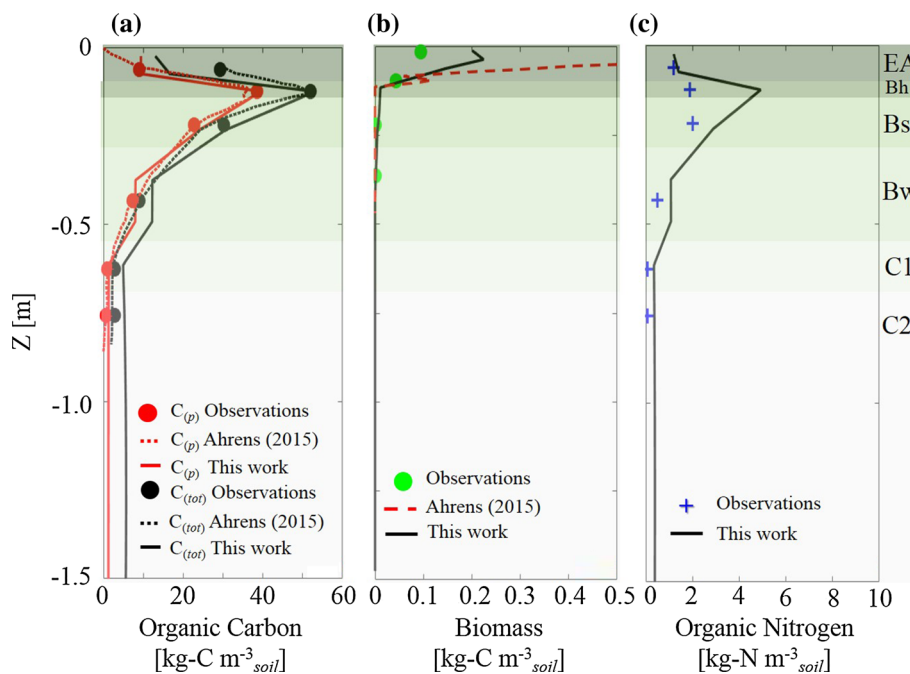 (a)
(b)
(c)
0
-0.5
-1.0
-1.5
Z [m]
C(p) Observations
C(p) Ahrens (2015)
C(p) This work
C(tot) Observations
C(tot) Ahrens (2015)
C(tot) This work
0 20 40 60
Organic Carbon
[kg-C m-3soil]
Observations
Ahrens (2015)
This work
0 0.1 0.2 0.3 0.4 0.5
Biomass
[kg-C m-3soil]
Observations
This work
0 2 4 6 8 10
Organic Nitrogen
[kg-N m-3soil]
EA
Bh
Bs
Bw
C1
C2